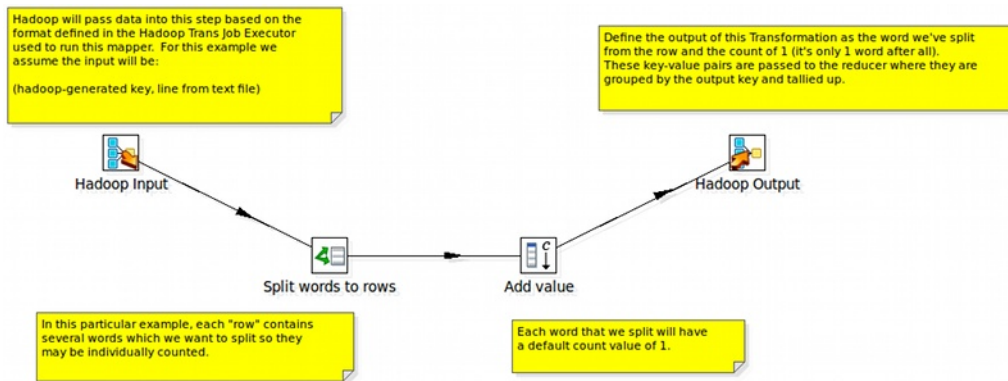 Hadoop will pass data into this step based on the
format defined in the Hadoop Trans Job Executor
used to run this mapper.  For this example we
assume the input will be:
(hadoop-generated key, line from text file)
Define the output of this Transformation as the word we've split
from the row and the count of 1 (it's only 1 word after all).
These key-value pairs are passed to the reducer where they are
grouped by the output key and tallied up.
Hadoop Input
Hadoop Output
C
Split words to rows
Add value
In this particular example, each "row" contains
several words which we want to split so they
may be individually counted.
Each word that we split will have
a default count value of 1.